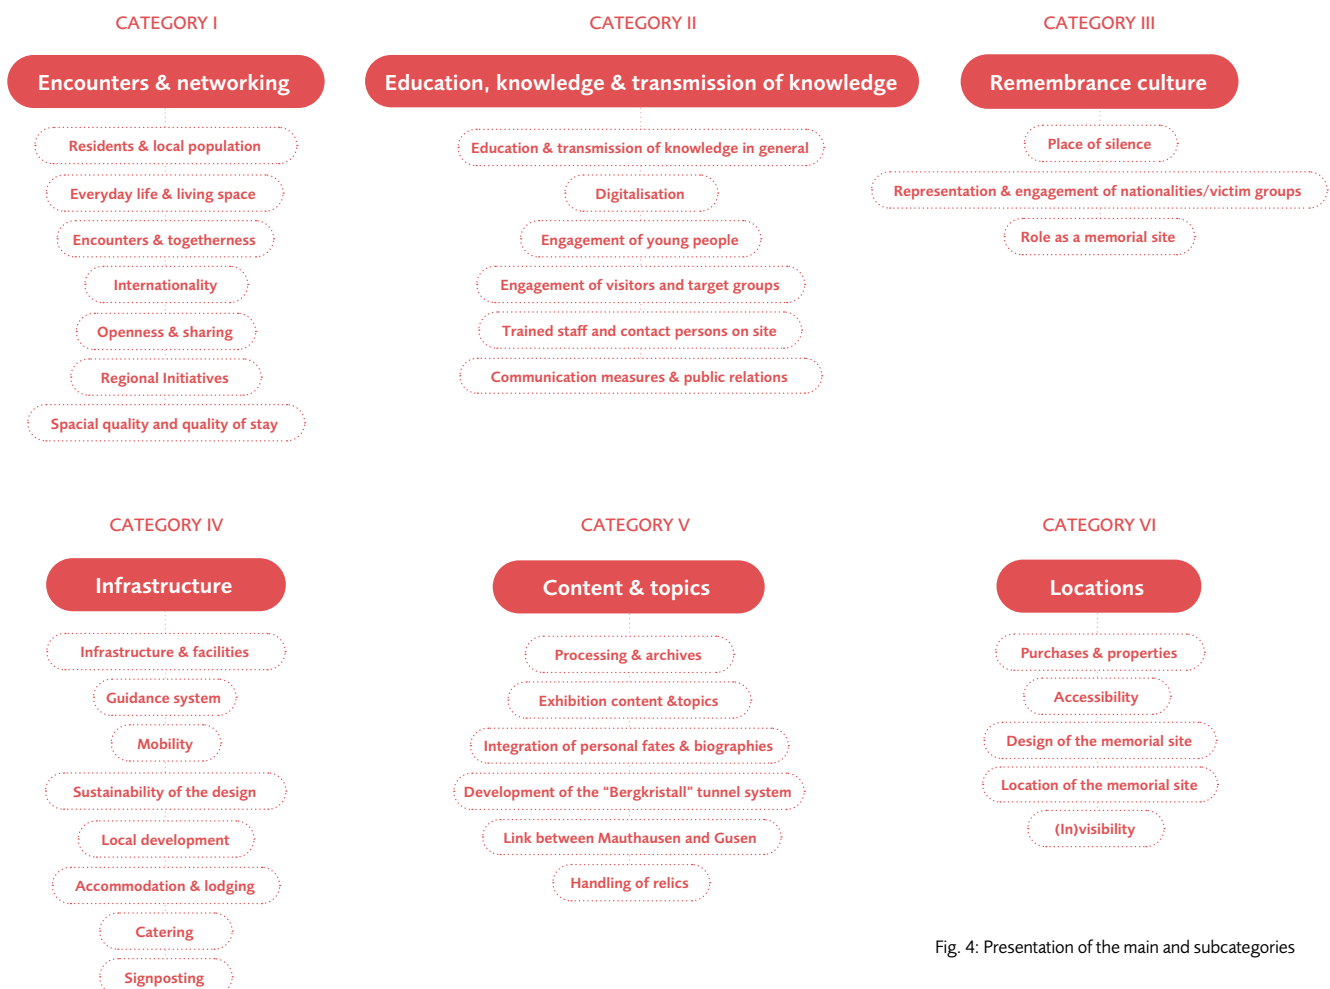 CATEGORY I
Encounters & networking
Residents & local population
Everyday life & living space
Encounters & togetherness
Internationality
Openness & sharing
Regional Initiatives
Spacial quality and quality of stay
CATEGORY II
Education, knowledge & transmission of knowledge
Education & transmission of knowledge in general
Digitalisation
Engagement of young people
Engagement of visitors and target groups
Trained staff and contact persons on site
Communication measures & public relations
CATEGORY III
Remembrance culture
Place of silence
Representation & engagement of nationalities/victim groups
Role as a memorial site
CATEGORY IV
Infrastructure
Infrastructure & facilities
Guidance system
Mobility
Sustainability of the design
Local development
Accommodation & lodging
Catering
Signposting
CATEGORY V
Content & topics
Processing & archives
Exhibition content &topics
Integration of personal fates & biographies
Development of the “Bergkristall” tunnel system
Link between Mauthausen and Gusen
Handling of relics
CATEGORY VI
Locations
Purchases & properties
Accessibility
Design of the memorial site
Location of the memorial site
(In)visibility
Fig. 4: Presentation of the main and subcategories